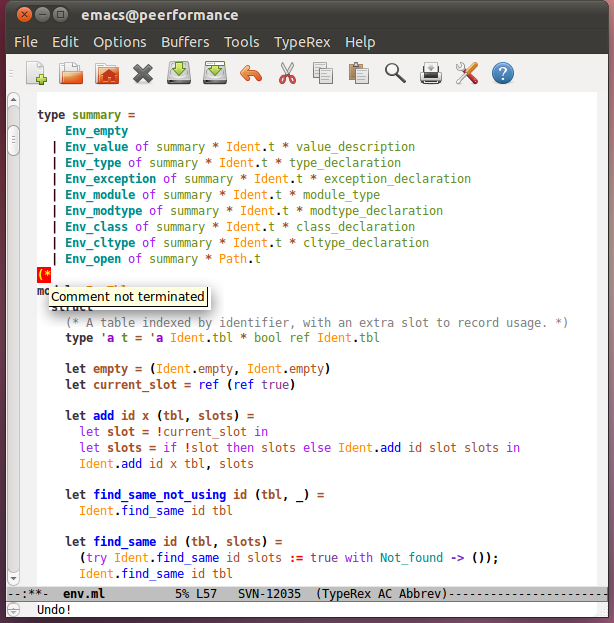 emacs@peerformance
File Edit Options Buffers Tools TypeRex Help
type summary =
    Env_empty
  | Env_value of summary * Ident.t * value_description
  | Env_type of summary * Ident.t * type_declaration
  | Env_exception of summary * Ident.t * exception_declaration
  | Env_module of summary * Ident.t * module_type
  | Env_modtype of summary * Ident.t * modtype_declaration
  | Env_class of summary * Ident.t * class_declaration
  | Env_cltype of summary * Ident.t * cltype_declaration
  | Env_open of summary * Path.t
(*
Comment not terminated
  struct
    (* A table indexed by identifier, with an extra slot to record usage. *)
    type 'a t = 'a Ident.tbl * bool ref Ident.tbl
    let empty = (Ident.empty, Ident.empty)
    let current_slot = ref (ref true)
    let add id x (tbl, slots) =
      let slot = !current_slot in
      let slots = if !slot then slots else Ident.add id slot slots in
      Ident.add id x tbl, slots
    let find_same_not_using id (tbl, _) =
      Ident.find_same id tbl
    let find_same id (tbl, slots) =
      (try Ident.find_same id slots := true with Not_found -> ());
      Ident.find_same id tbl
--:**-  env.ml          5% L57   SVN-12035  (TypeRex AC Abbrev)-----------------------
Undo!